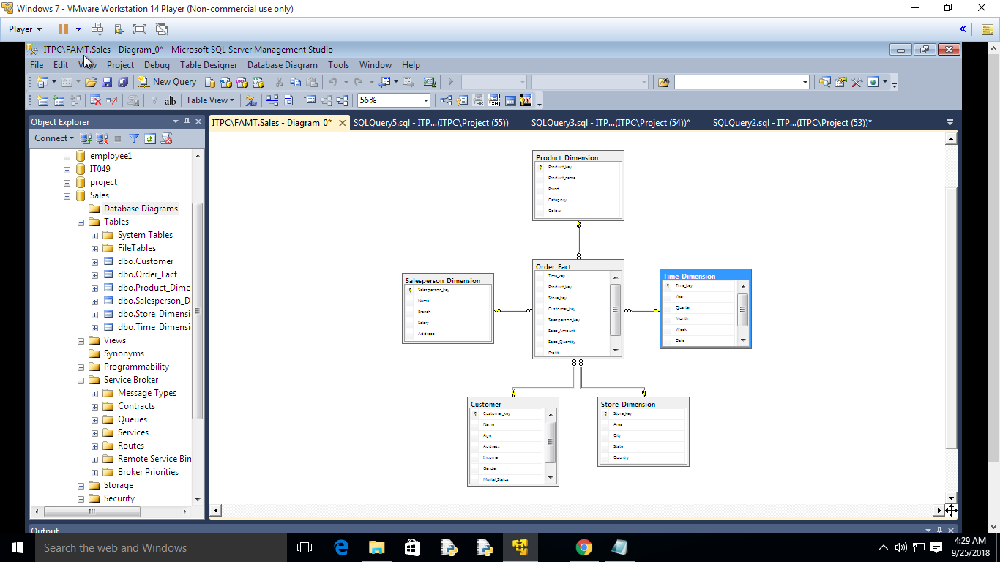 Windows 7 - VMware Workstation 14 Player (Non-commercial use only)
Player
ITPC\FAMT.Sales - Diagram_0* - Microsoft SQL Server Management Studio
File Edit View Project Debug Table Designer Database Diagram Tools Window Help
New Query
Table View 56%
Object Explorer
Connect
employee1
IT049
project
Sales
Database Diagrams
Tables
System Tables
FileTables
dbo.Customer
dbo.Order_Fact
dbo.Product_Dime
dbo.Salesperson_D
dbo.Store_Dimensi
dbo.Time_Dimensi
Views
Synonyms
Programmability
Service Broker
Message Types
Contracts
Queues
Services
Routes
Remote Service Bin
Broker Priorities
Storage
Security
ITPC\FAMT.Sales - Diagram_0* SQLQuery5.sql - ITP...(ITPC\Project (55)) SQLQuery3.sql - ITP...(ITPC\Project (54))* SQLQuery2.sql - ITP...(ITPC\Project (53))*
Product_Dimension
Product_key
Product_name
Brand
Category
Colour
Salesperson_Dimension
Salesperson_key
Name
Branch
Salary
Address
Order_Fact
Time_key
Product_key
Store_key
Customer_key
Salesperson_key
Sales_Amount
Sales_Quantity
Profit
Time_Dimension
Time_key
Year
Quarter
Month
Week
Date
Customer
Customer_key
Name
Age
Address
Income
Gender
Marital_Status
Store_Dimension
Store_key
Area
City
State
Country
Output
Search the web and Windows
4:29 AM
9/25/2018